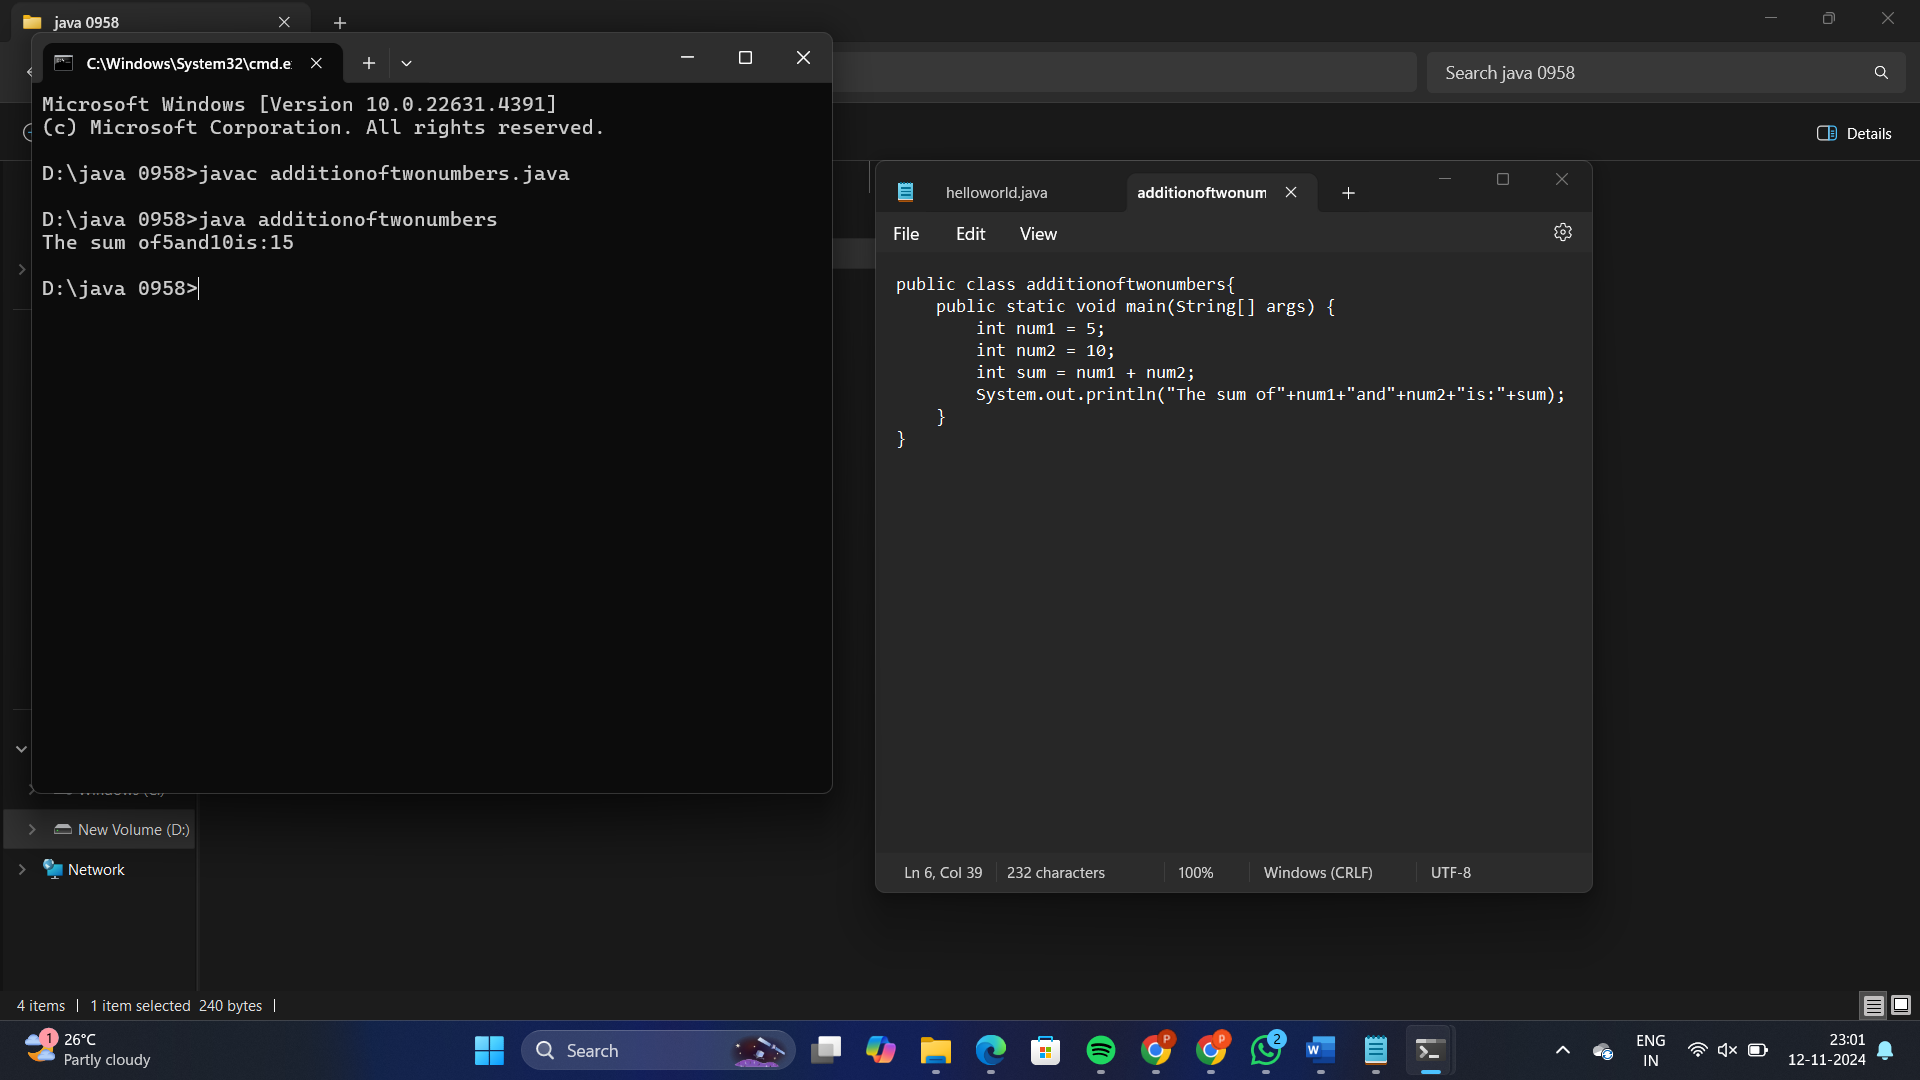 java 0958
C:\Windows\System32\cmd.e
Search java 0958
Details
Microsoft Windows [Version 10.0.22631.4391]
(c) Microsoft Corporation. All rights reserved.
D:\java 0958>javac additionoftwonumbers.java
D:\java 0958>java additionoftwonumbers
The sum of5and10is:15
D:\java 0958>
helloworld.java
additionoftwonum
File Edit View
public class additionoftwonumbers{
    public static void main(String[] args) {
        int num1 = 5;
        int num2 = 10;
        int sum = num1 + num2;
        System.out.println("The sum of"+num1+"and"+num2+"is:"+sum);
    }
}
Ln 6, Col 39 232 characters 100% Windows (CRLF) UTF-8
New Volume (D:)
Network
4 items 1 item selected 240 bytes
1
26°C
Partly cloudy
Search
P
P
2
W
ENG
IN
23:01
12-11-2024